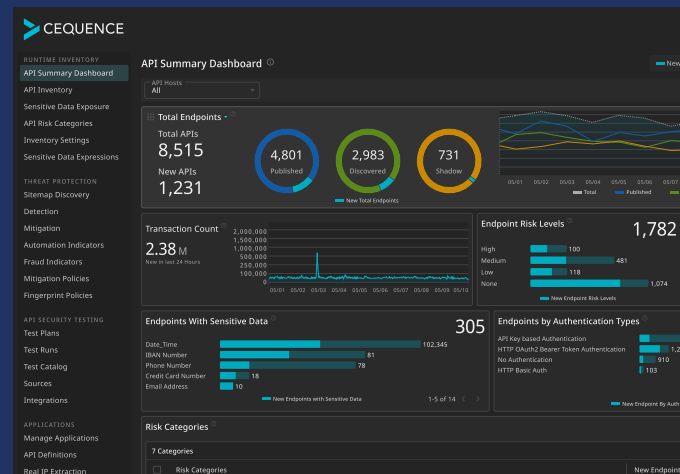 CEQUENCE
RUNTIME INVENTORY
API Summary Dashboard
API Inventory
Sensitive Data Exposure
API Risk Categories
Inventory Settings
Sensitive Data Expressions
THREAT PROTECTION
Sitemap Discovery
Detection
Mitigation
Automation Indicators
Fraud Indicators
Mitigation Policies
Fingerprint Policies
API SECURITY TESTING
Test Plans
Test Runs
Test Catalog
Sources
Integrations
APPLICATIONS
Manage Applications
API Definitions
Real IP Extraction
API Summary Dashboard
New
API Hosts
All
Total Endpoints
Total APIs
8,515
New APIs
1,231
4,801
Published
2,983
Discovered
731
Shadow
New Total Endpoints
05/01 05/02 05/03 05/04 05/05 05/06 05/07
Total Published
Transaction Count
2.38 M
New in last 24 Hours
2,000,000
1,500,000
1,000,000
500,000
250,000
100,000
0
05/01 05/02 05/03 05/04 05/05 05/06 05/07 05/08 05/09 05/10
Endpoint Risk Levels
1,782
High 100
Medium 481
Low 118
None 1,074
New Endpoint Risk Levels
Endpoints With Sensitive Data
305
Date_Time 102,345
IBAN Number 81
Phone Number 78
Credit Card Number 18
Email Address 10
New Endpoints with Sensitive Data
1-5 of 14
Endpoints by Authentication Types
API Key based Authentication
HTTP OAuth2 Bearer Token Authentication 1,2
No Authentication 910
HTTP Basic Auth 103
New Endpoint By Auth
Risk Categories
7 Categories
Risk Categories New Endpoint